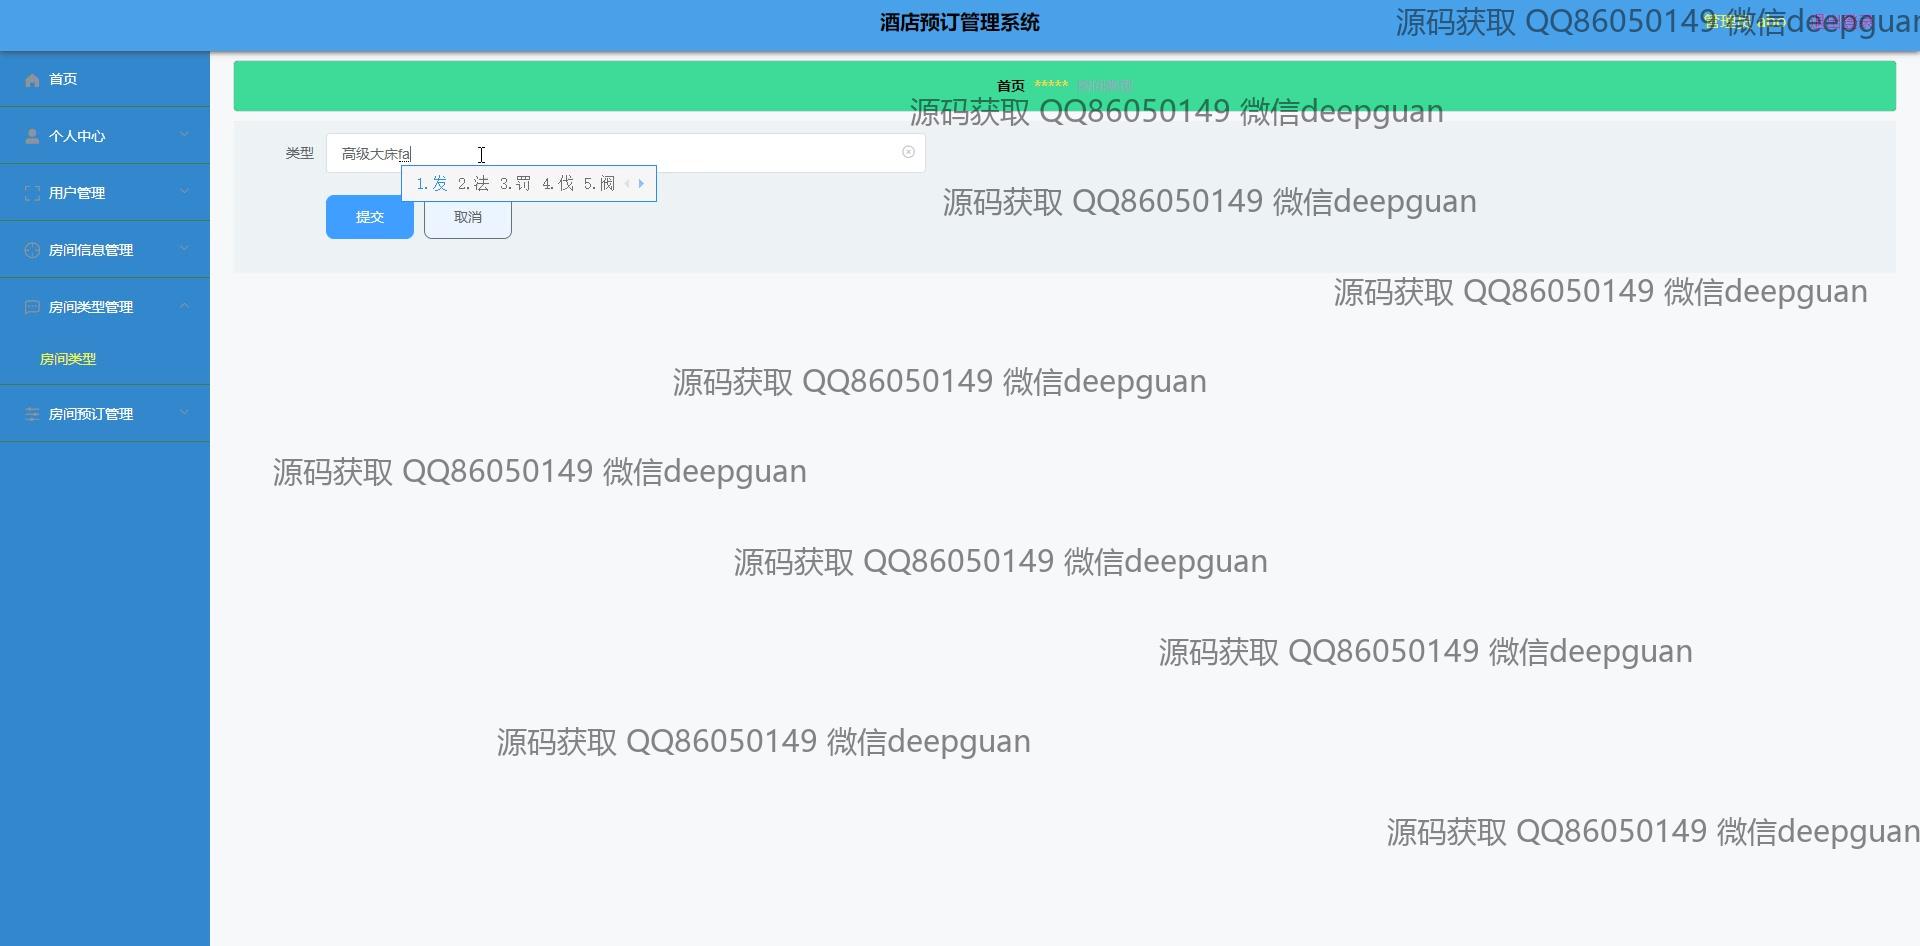 酒店预订管理系统
源码获取 QQ86050149 微信deepguan
首页
首页 *****
源码获取 QQ86050149 微信deepguan
个人中心
类型 高级大床fa
1.发 2.法 3.罚 4.伐 5.阀
用户管理
提交 取消
源码获取 QQ86050149 微信deepguan
房间信息管理
房间类型管理
源码获取 QQ86050149 微信deepguan
房间类型
源码获取 QQ86050149 微信deepguan
房间预订管理
源码获取 QQ86050149 微信deepguan
源码获取 QQ86050149 微信deepguan
源码获取 QQ86050149 微信deepguan
源码获取 QQ86050149 微信deepguan
源码获取 QQ86050149 微信deepguan